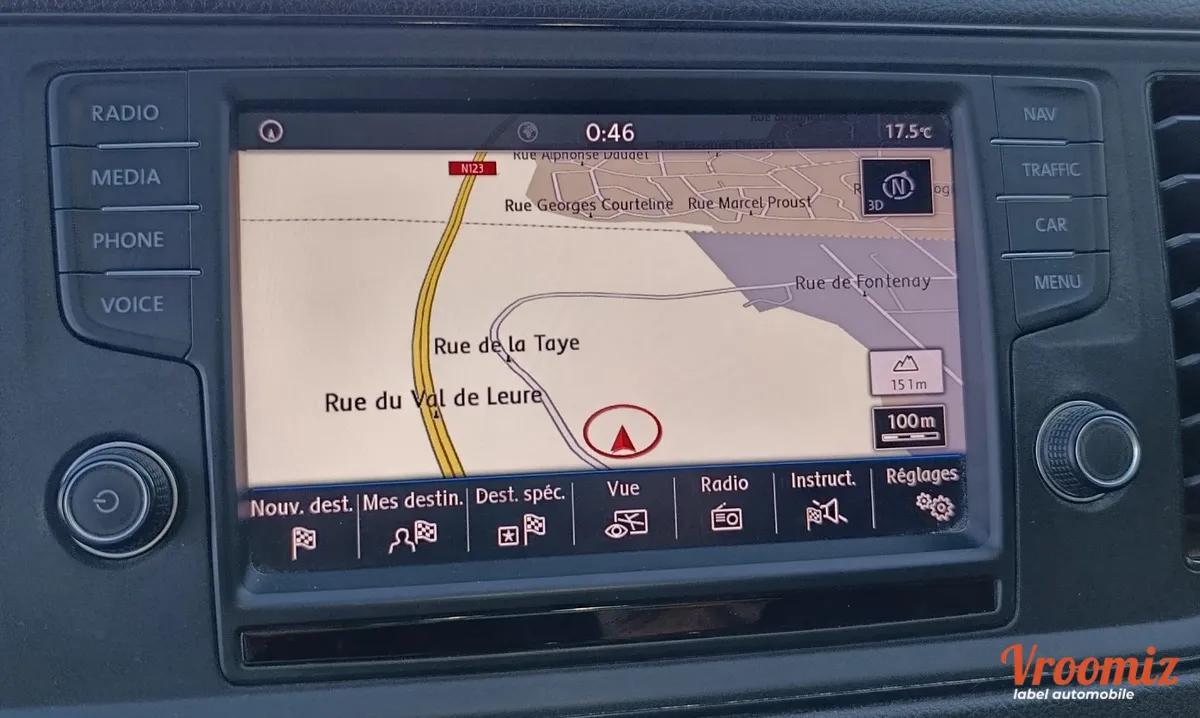 RADIO
MEDIA
PHONE
VOICE
0:46
17.5°C
N123
Rue Alphonse Daudet
Rue Georges Courteline
Rue Marcel Proust
N
3D
Rue de Fontenay
Rue de la Taye
Rue du Val de Leure
151m
100m
Nouv. dest.
Mes destin.
Dest. spéc.
Vue
Radio
Instruct.
Réglages
NAV
TRAFFIC
CAR
MENU
Vroomiz
label automobile